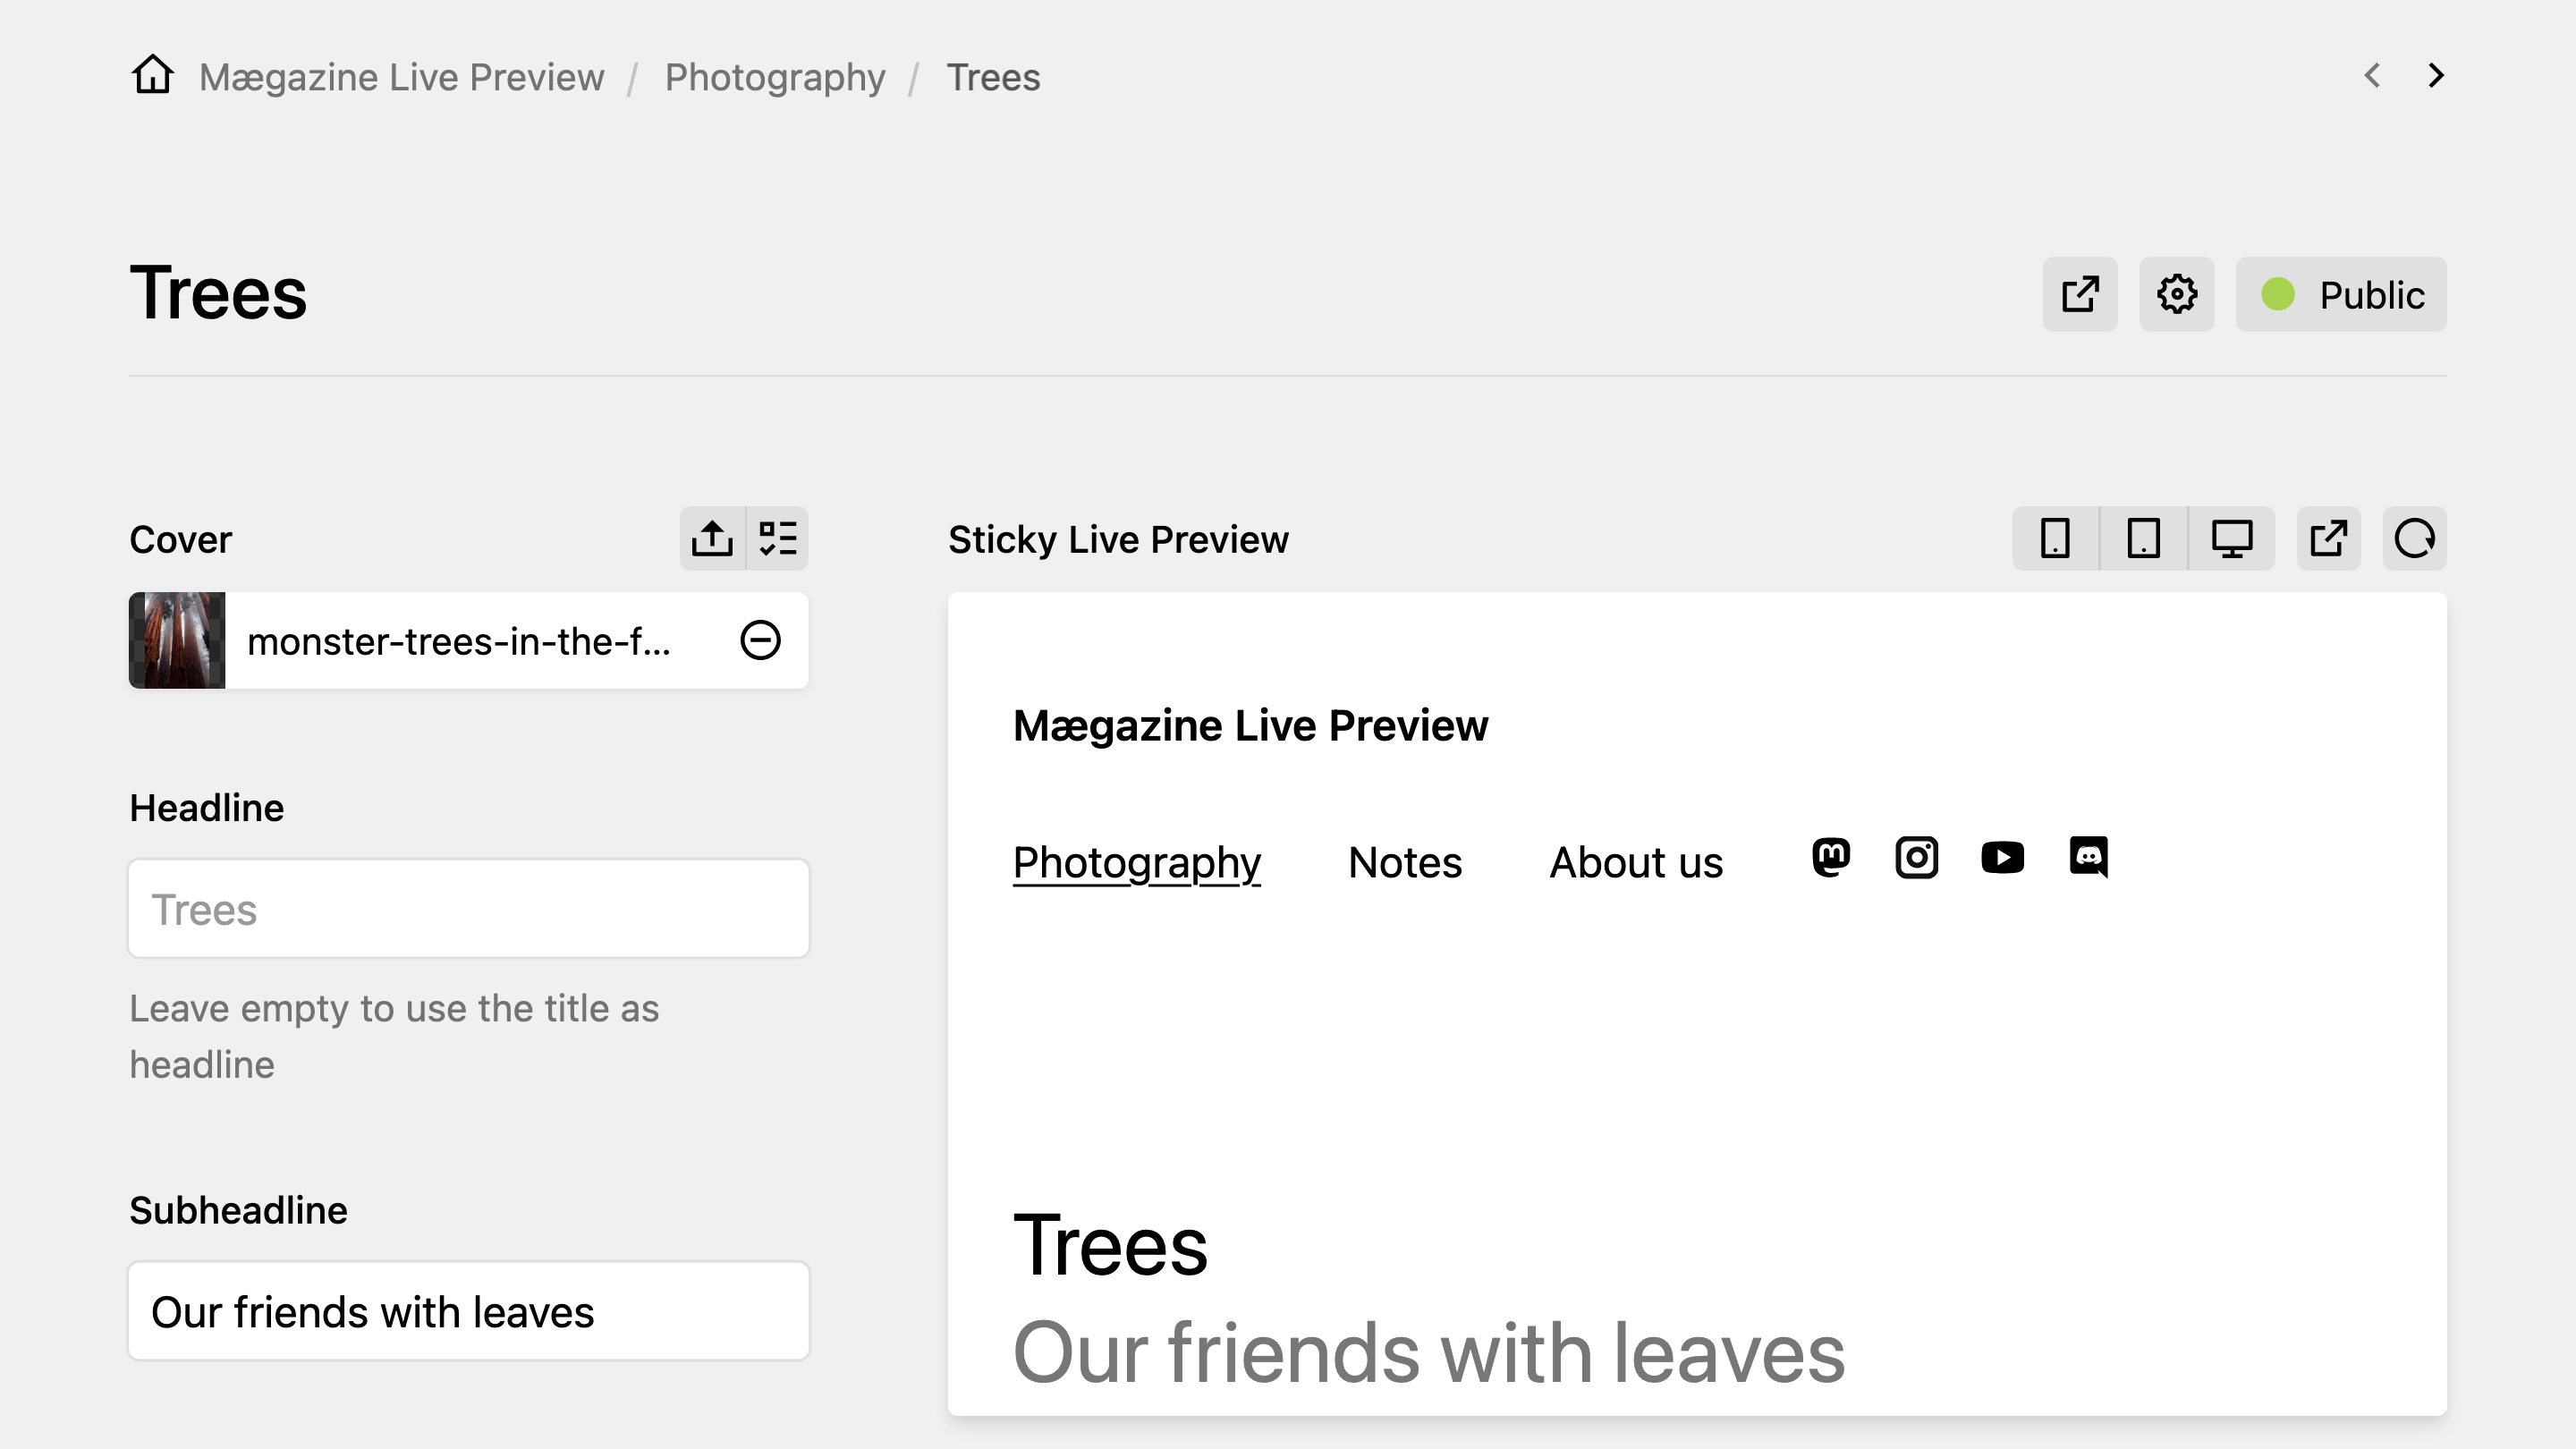 Mægazine Live Preview / Photography / Trees
Trees
Public
Cover
monster-trees-in-the-f...
Headline
Trees
Leave empty to use the title as
headline
Subheadline
Our friends with leaves
Sticky Live Preview
Mægazine Live Preview
Photography Notes About us
Trees
Our friends with leaves